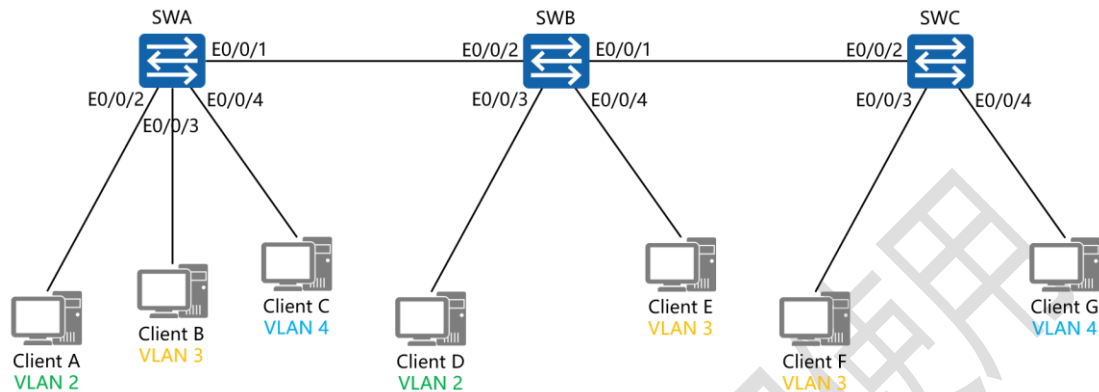 SWA
SWB
SWC
E0/0/1
E0/0/2
E0/0/1
E0/0/2
E0/0/2
E0/0/4
E0/0/3
E0/0/3
E0/0/4
E0/0/3
E0/0/4
Client A
VLAN 2
Client B
VLAN 3
Client C
VLAN 4
Client D
VLAN 2
Client E
VLAN 3
Client F
VLAN 3
Client G
VLAN 4